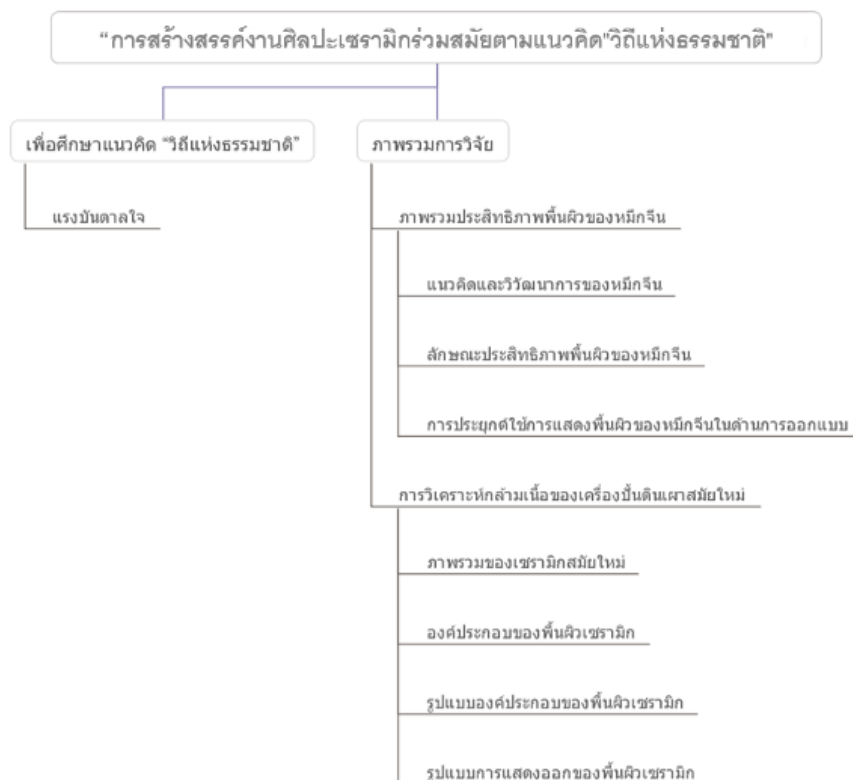 “การสร้างสรรค์งานศิลปะเซรามิกร่วมสมัยตามแนวคิด"วิถีแห่งธรรมชาติ"
เพื่อศึกษาแนวคิด “วิถีแห่งธรรมชาติ”
แรงบันดาลใจ
ภาพรวมการวิจัย
ภาพรวมประสิทธิภาพพื้นผิวของหมึกจีน
แนวคิดและวิวัฒนาการของหมึกจีน
ลักษณะประสิทธิภาพพื้นผิวของหมึกจีน
การประยุกต์ใช้การแสดงพื้นผิวของหมึกจีนในด้านการออกแบบ
การวิเคราะห์กล้ามเนื้อของเครื่องปั้นดินเผาสมัยใหม่
ภาพรวมของเซรามิกสมัยใหม่
องค์ประกอบของพื้นผิวเซรามิก
รูปแบบองค์ประกอบของพื้นผิวเซรามิก
รูปแบบการแสดงออกของพื้นผิวเซรามิก